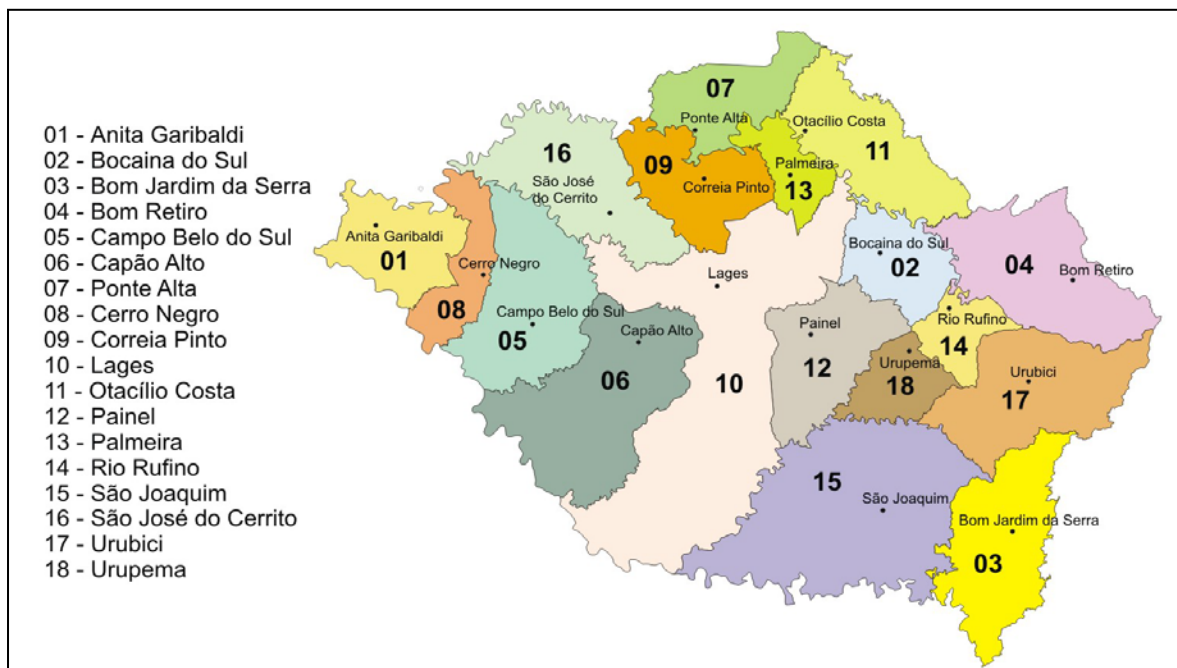 01 - Anita Garibaldi
02 - Bocaina do Sul
03 - Bom Jardim da Serra
04 - Bom Retiro
05 - Campo Belo do Sul
06 - Capão Alto
07 - Ponte Alta
08 - Cerro Negro
09 - Correia Pinto
10 - Lages
11 - Otacílio Costa
12 - Painel
13 - Palmeira
14 - Rio Rufino
15 - São Joaquim
16 - São José do Cerrito
17 - Urubici
18 - Urupema
07
Ponte Alta
Otacílio Costa
11
16
São José
do Cerrito
09
Correia Pinto
Palmeira
13
Anita Garibaldi
01
Cerro Negro
08
Campo Belo do Sul
05
Capão Alto
06
Lages
10
Bocaina do Sul
02
04
Bom Retiro
Painel
12
Rio Rufino
14
Urupema
18
Urubici
17
15
São Joaquim
Bom Jardim da Serra
03